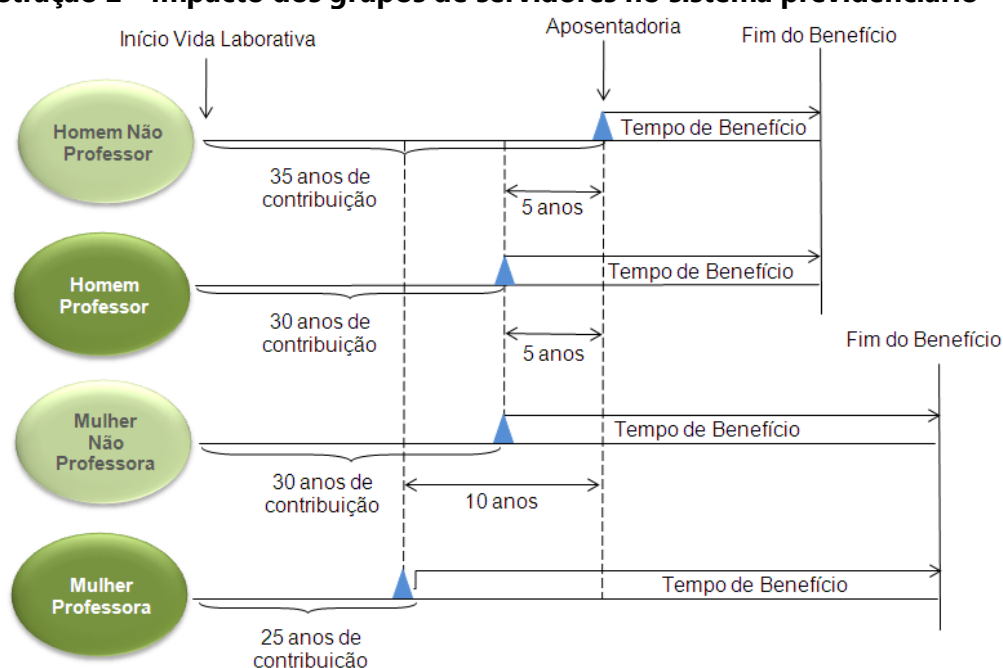 stração 2 – Impacto dos grupos de servidores no sistema previdenciário
Início Vida Laborativa
Aposentadoria
Fim do Benefício
Homem Não
Professor
Tempo de Benefício
35 anos de
contribuição
5 anos
Homem
Professor
Tempo de Benefício
30 anos de
contribuição
5 anos
Fim do Benefício
Mulher
Não
Professora
Tempo de Benefício
30 anos de
contribuição
10 anos
Mulher
Professora
Tempo de Benefício
25 anos de
contribuição